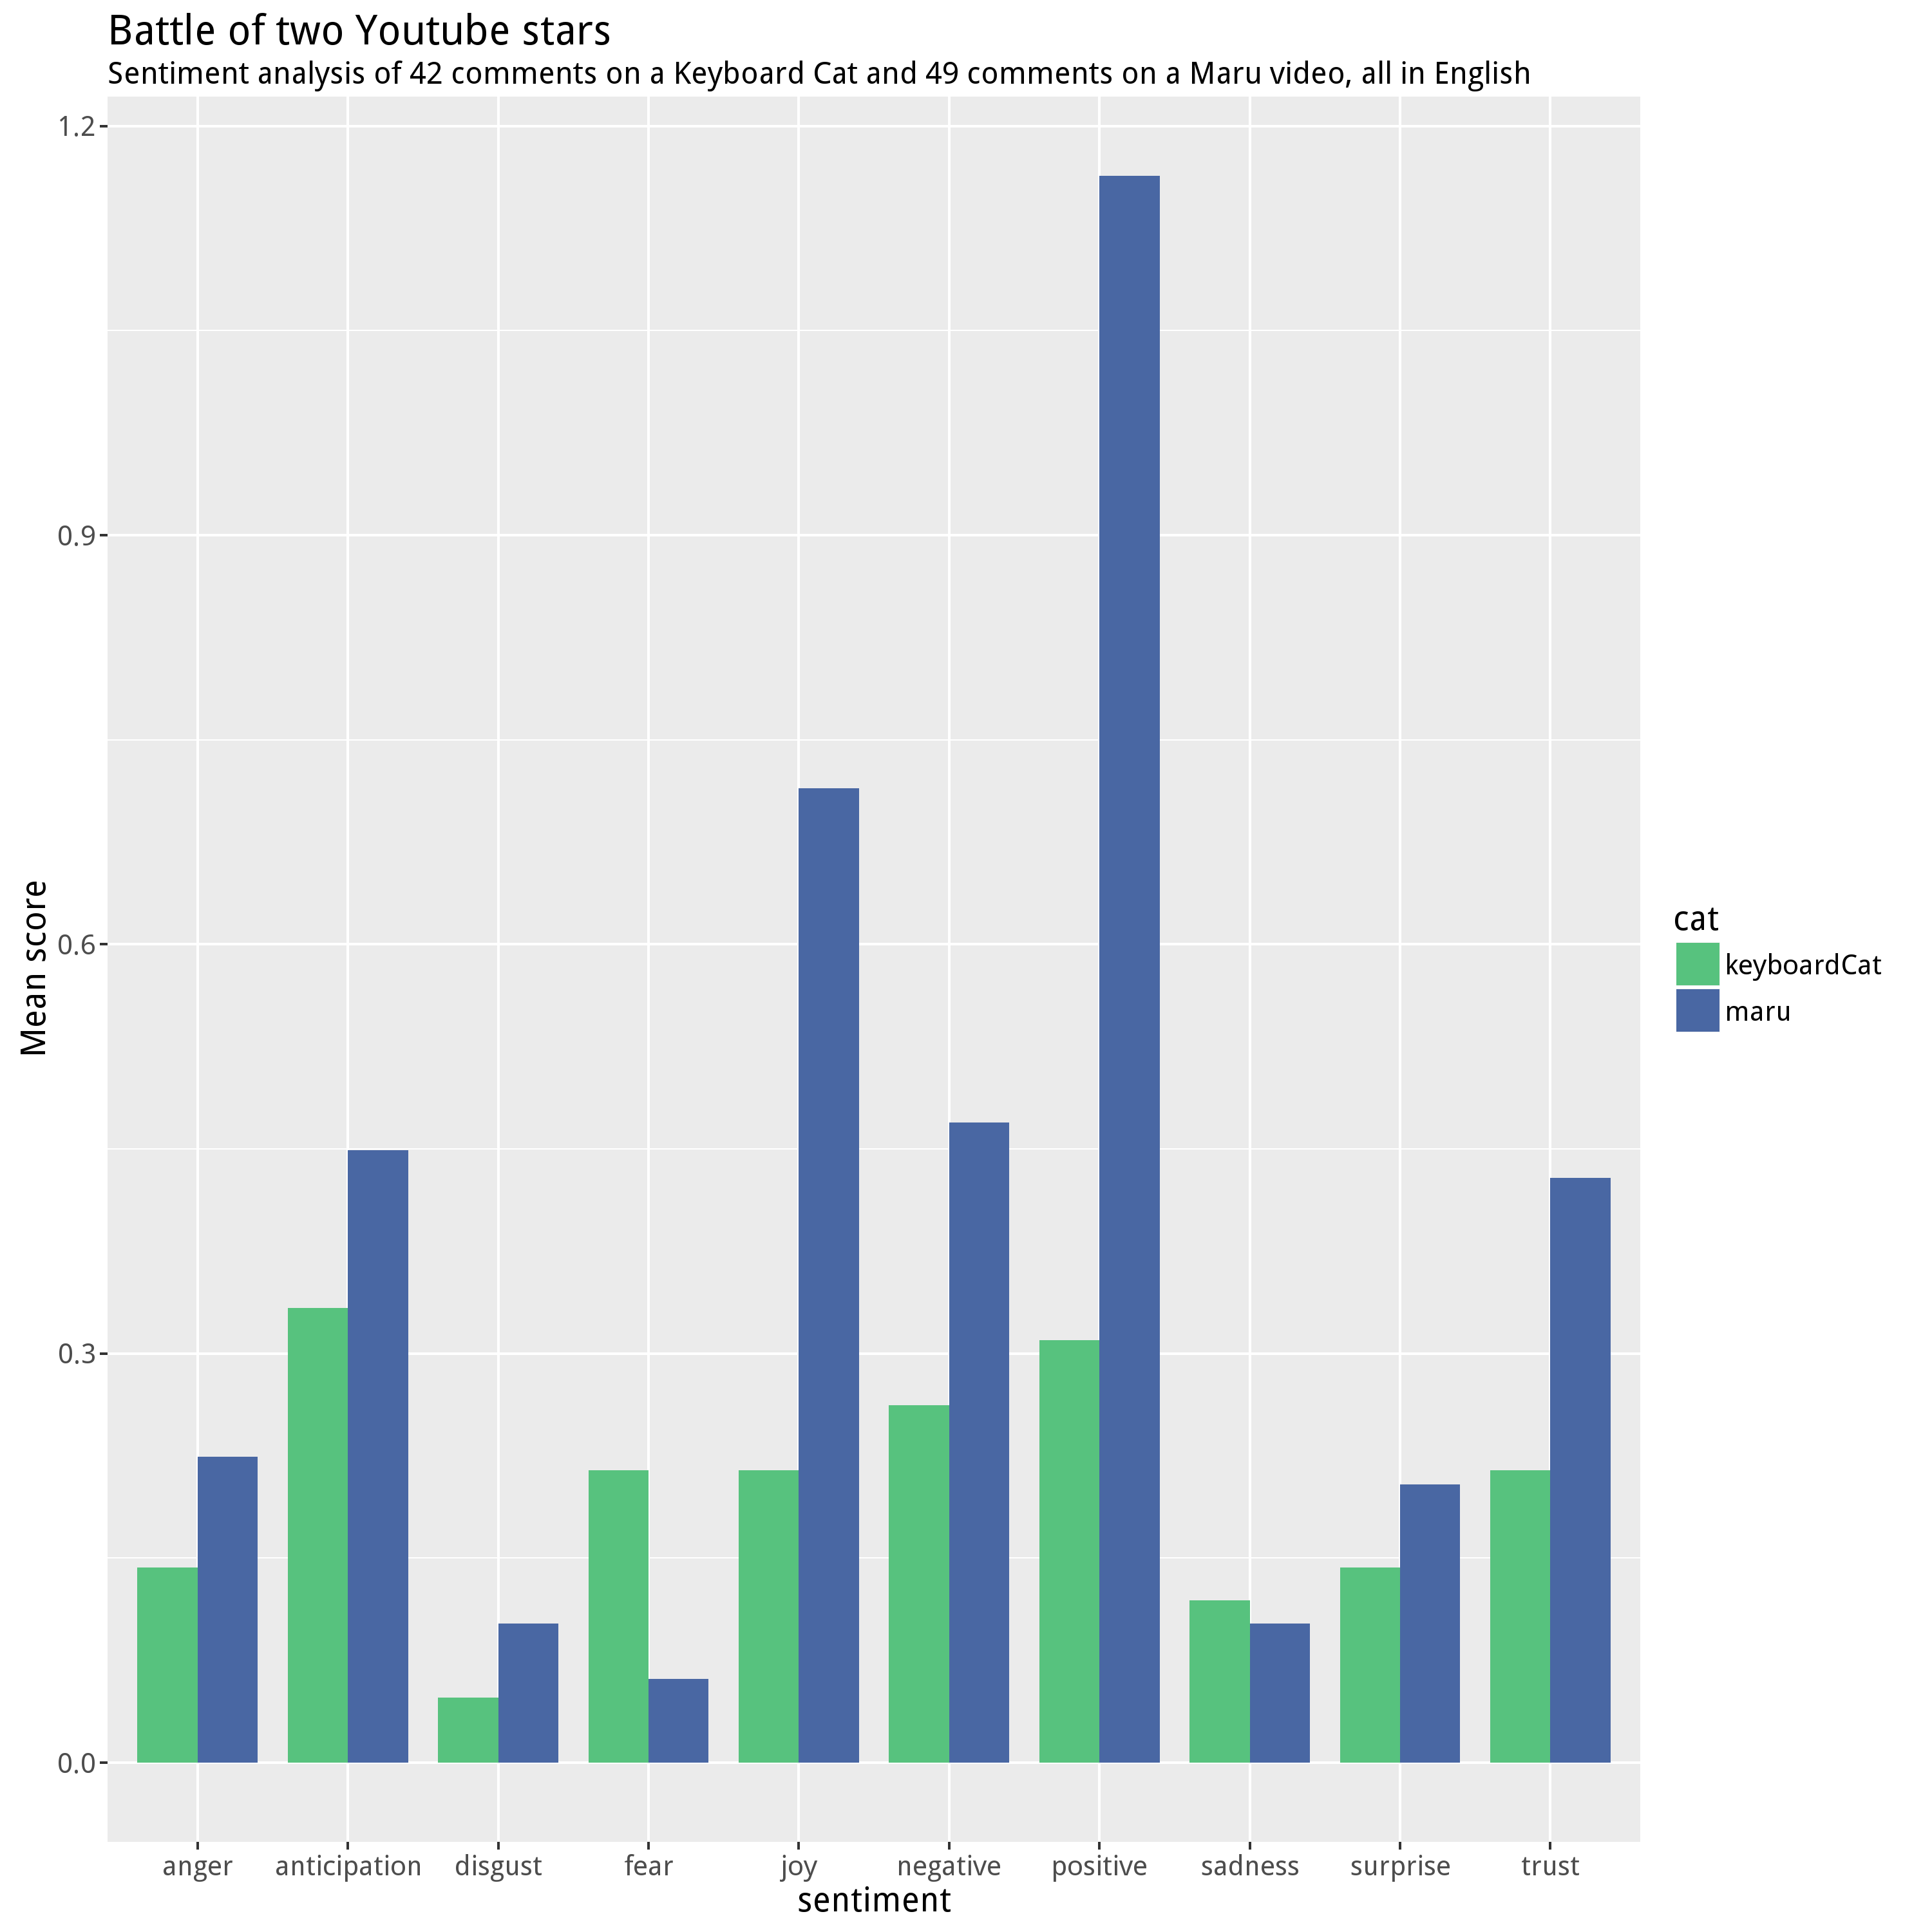 Battle of two Youtube stars
Sentiment analysis of 42 comments on a Keyboard Cat and 49 comments on a Maru video, all in English
Mean score
1.2
0.9
0.6
0.3
0.0
anger anticipation disgust fear joy negative positive sadness surprise trust
sentiment
cat
keyboardCat
maru